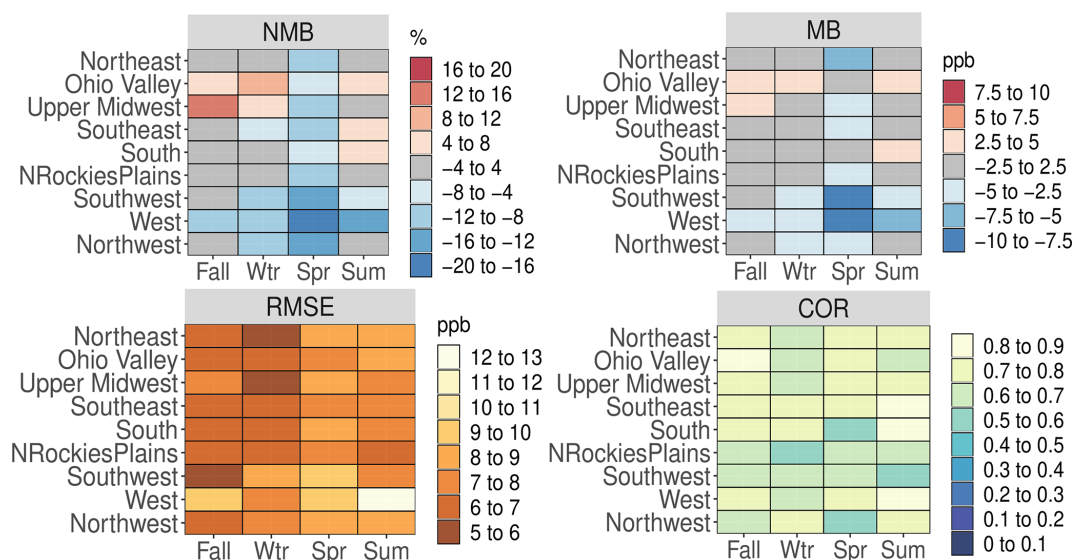 NMB
Northeast
Ohio Valley
Upper Midwest
Southeast
South
NRockiesPlains
Southwest
West
Northwest
Fall Wtr Spr Sum
%
16 to 20
12 to 16
8 to 12
4 to 8
−4 to 4
−8 to −4
−12 to −8
−16 to −12
−20 to −16
MB
Northeast
Ohio Valley
Upper Midwest
Southeast
South
NRockiesPlains
Southwest
West
Northwest
Fall Wtr Spr Sum
ppb
7.5 to 10
5 to 7.5
2.5 to 5
−2.5 to 2.5
−5 to −2.5
−7.5 to −5
−10 to −7.5
RMSE
Northeast
Ohio Valley
Upper Midwest
Southeast
South
NRockiesPlains
Southwest
West
Northwest
Fall Wtr Spr Sum
ppb
12 to 13
11 to 12
10 to 11
9 to 10
8 to 9
7 to 8
6 to 7
5 to 6
COR
Northeast
Ohio Valley
Upper Midwest
Southeast
South
NRockiesPlains
Southwest
West
Northwest
Fall Wtr Spr Sum
0.8 to 0.9
0.7 to 0.8
0.6 to 0.7
0.5 to 0.6
0.4 to 0.5
0.3 to 0.4
0.2 to 0.3
0.1 to 0.2
0 to 0.1